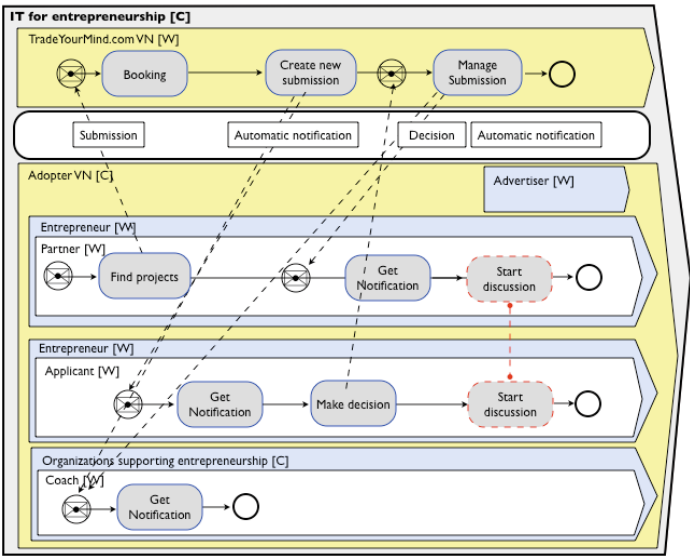 IT for entrepreneurship [C]
TradeYourMind.com VN [W]
Booking
Create new
submission
Manage
Submission
Submission
Automatic notification
Decision
Automatic notification
Adopter VN [C]
Advertiser [W]
Entrepreneur [W]
Partner [W]
Find projects
Get
Notification
Start
discussion
Entrepreneur [W]
Applicant [W]
Get
Notification
Make decision
Start
discussion
Organizations supporting entrepreneurship [C]
Coach [W]
Get
Notification